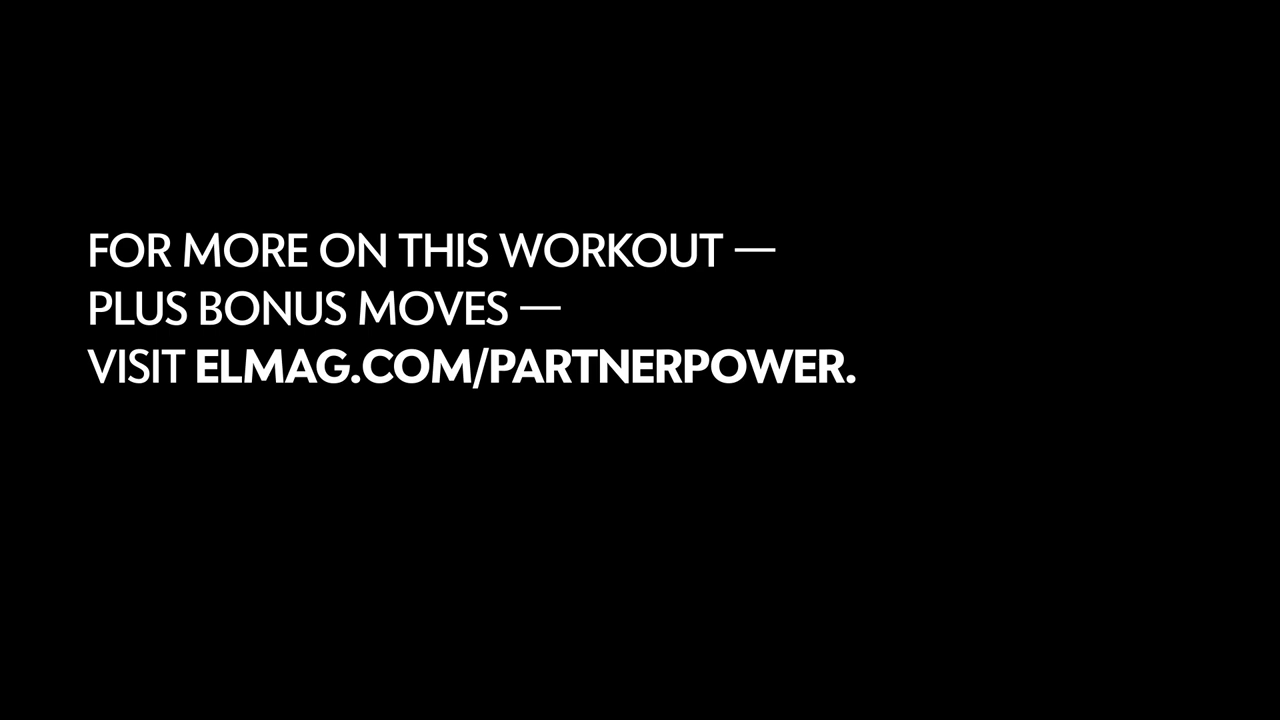 FOR MORE ON THIS WORKOUT —
PLUS BONUS MOVES —
VISIT ELMAG.COM/PARTNERPOWER.